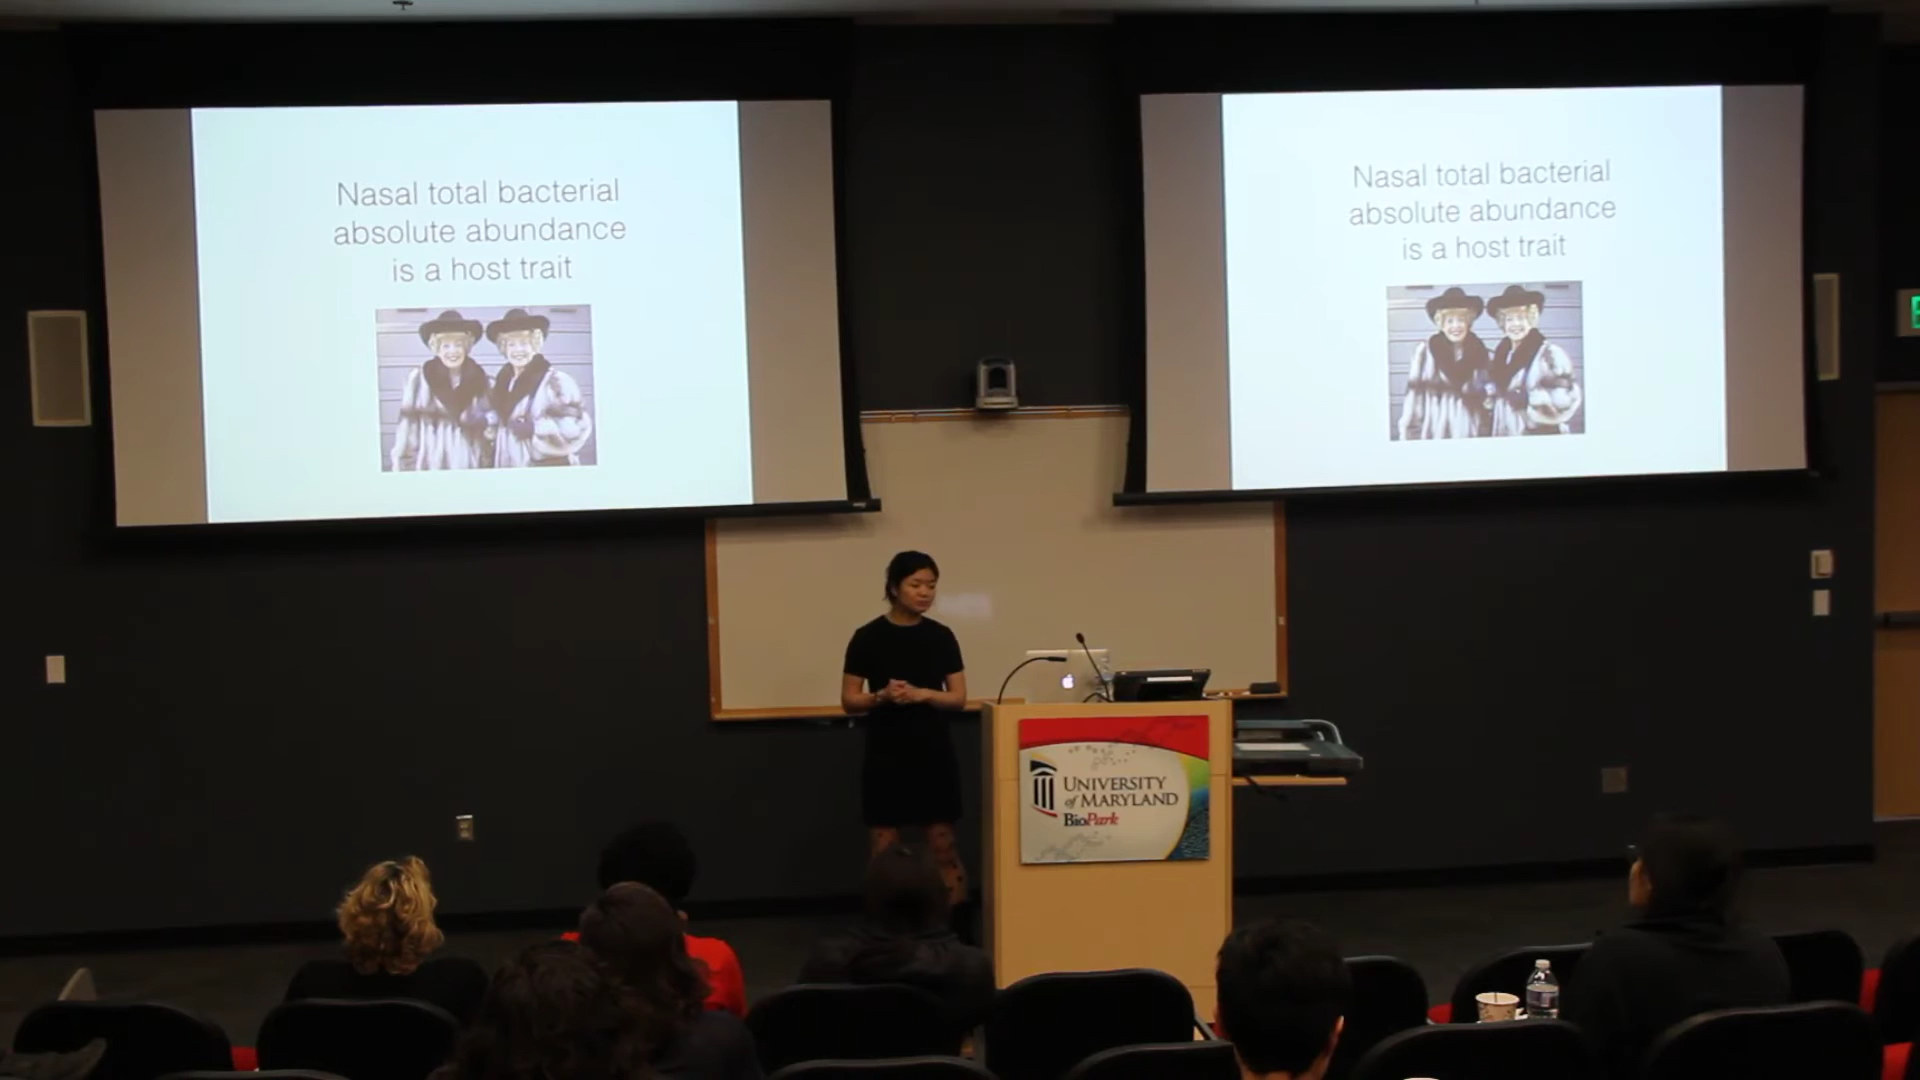 Nasal total bacterial
absolute abundance
is a host trait
Nasal total bacterial
absolute abundance
is a host trait
UNIVERSITY
of MARYLAND
BioPark